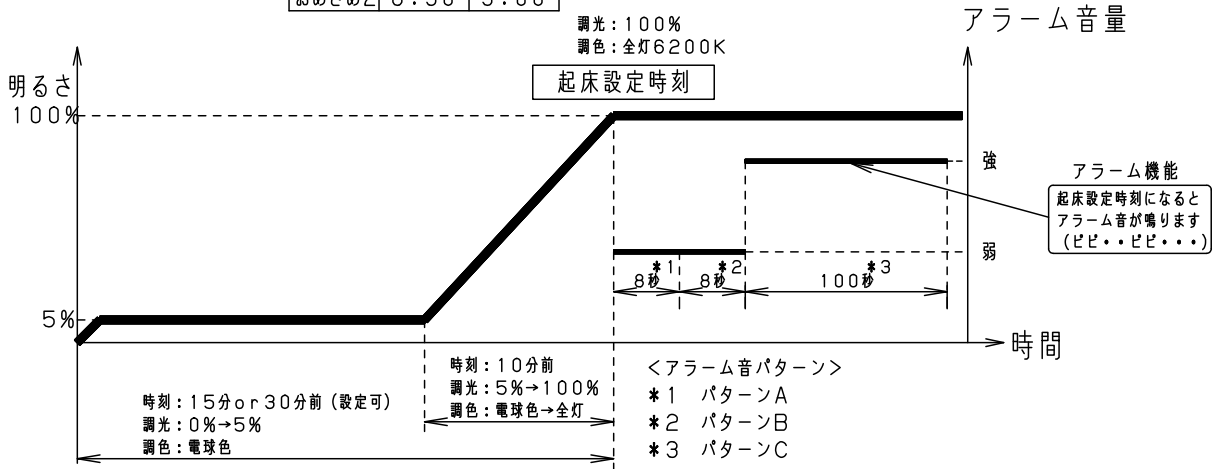 調光：１００％
調色：全灯６２００Ｋ
アラーム音量
起床設定時刻
明るさ
１００％
強
アラーム機能
起床設定時刻になると
アラーム音が鳴ります
（ピピ・・ピピ・・・）
弱
＊１
＊２
＊３
８秒
８秒
１００秒
５％
時間
時刻：１５分ｏｒ３０分前（設定可）
調光：０％→５％
調色：電球色
時刻：１０分前
調光：５％→１００％
調色：電球色→全灯
＜アラーム音パターン＞
＊１　パターンＡ
＊２　パターンＢ
＊３　パターンＣ